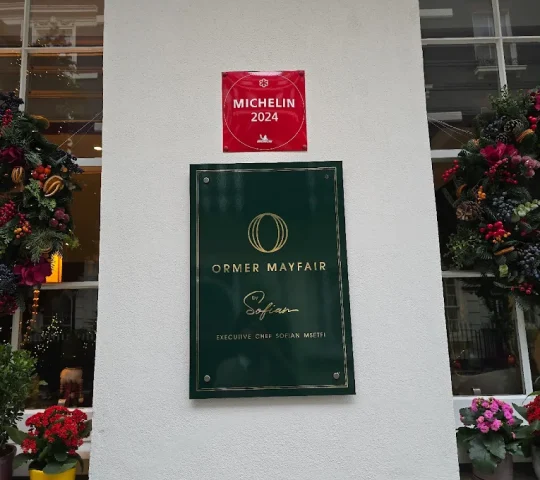 MICHELIN
2024
ORMER MAYFAIR
by
Sofian
EXECUTIVE CHEF SOFIAN MSETFI